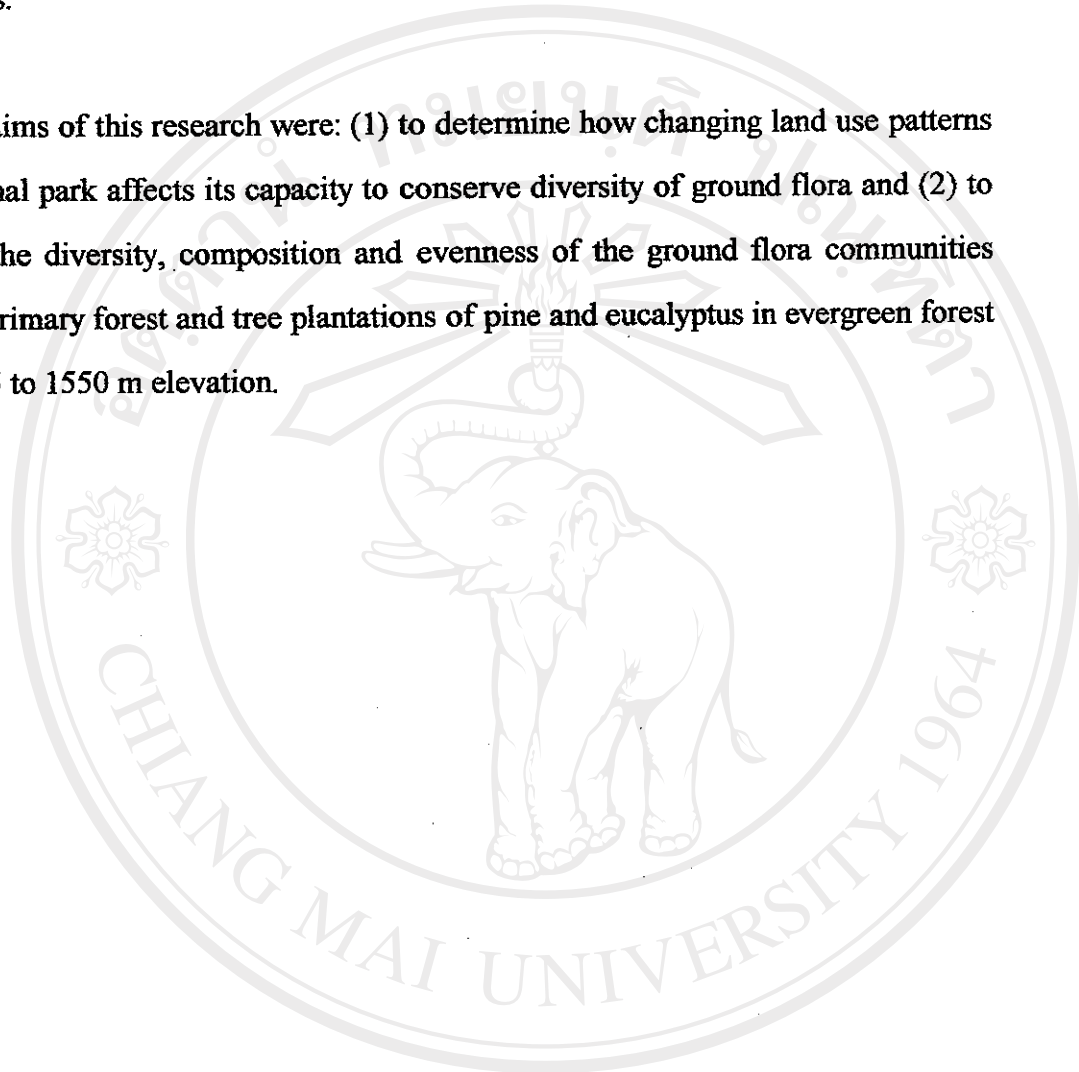 aims of this research were: (1) to determine how changing land use patterns
park affects its capacity to conserve diversity of ground flora and (2) to
the diversity, composition and evenness of the ground flora communities
primary forest and tree plantations of pine and eucalyptus in evergreen forest
to 1550 m elevation.
CHIANG MAI UNIVERSITY 1964